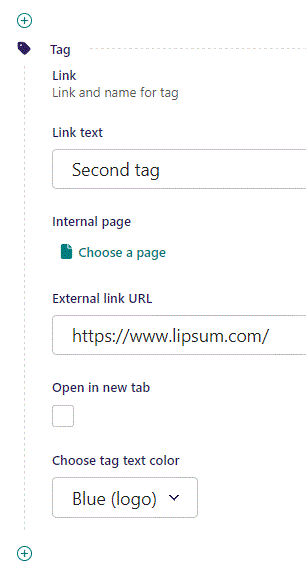 Tag
Link
Link and name for tag
Link text
Second tag
Internal page
Choose a page
External link URL
https://www.lipsum.com/
Open in new tab
Choose tag text color
Blue (logo)